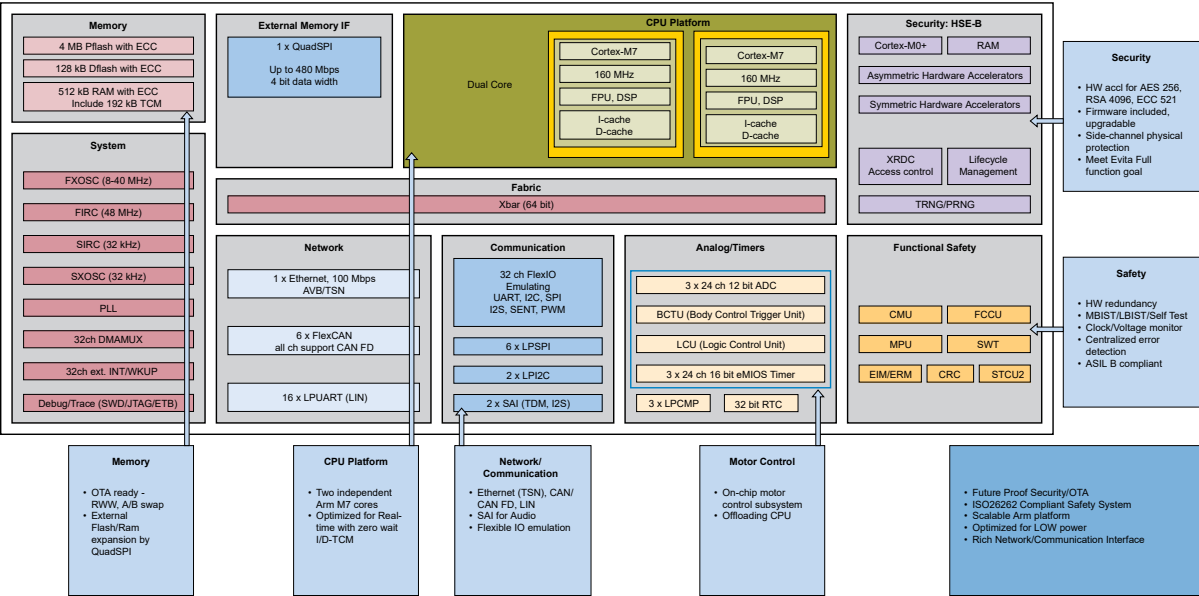 Memory
4 MB Pflash with ECC
128 kB Dflash with ECC
512 kB RAM with ECC
Include 192 kB TCM
External Memory IF
1 x QuadSPI
Up to 480 Mbps
4 bit data width
CPU Platform
Dual Core
Cortex-M7
160 MHz
FPU, DSP
I-cache
D-cache
Cortex-M7
160 MHz
FPU, DSP
I-cache
D-cache
Security: HSE-B
Cortex-M0+
RAM
Asymmetric Hardware Accelerators
Symmetric Hardware Accelerators
XRDC
Access control
Lifecycle
Management
TRNG/PRNG
Security
• HW accl for AES 256,
RSA 4096, ECC 521
• Firmware included,
upgradable
• Side-channel physical
protection
• Meet Evita Full
function goal
System
FXOSC (8-40 MHz)
FIRC (48 MHz)
SIRC (32 kHz)
SXOSC (32 kHz)
PLL
32ch DMAMUX
32ch ext. INT/WKUP
Debug/Trace (SWD/JTAG/ETB)
Fabric
Xbar (64 bit)
Network
1 x Ethernet, 100 Mbps
AVB/TSN
6 x FlexCAN
all ch support CAN FD
16 x LPUART (LIN)
Communication
32 ch FlexIO
Emulating
UART, I2C, SPI
I2S, SENT, PWM
6 x LPSPI
2 x LPI2C
2 x SAI (TDM, I2S)
Analog/Timers
3 x 24 ch 12 bit ADC
BCTU (Body Control Trigger Unit)
LCU (Logic Control Unit)
3 x 24 ch 16 bit eMIOS Timer
3 x LPCMP
32 bit RTC
Functional Safety
CMU
FCCU
MPU
SWT
EIM/ERM
CRC
STCU2
Safety
• HW redundancy
• MBIST/LBIST/Self Test
• Clock/Voltage monitor
• Centralized error
detection
• ASIL B compliant
Memory
• OTA ready -
RWW, A/B swap
• External
Flash/Ram
expansion by
QuadSPI
CPU Platform
• Two independent
Arm M7 cores
• Optimized for Real-
time with zero wait
I/D-TCM
Network/
Communication
• Ethernet (TSN), CAN/
CAN FD, LIN
• SAI for Audio
• Flexible IO emulation
Motor Control
• On-chip motor
control subsystem
• Offloading CPU
• Future Proof Security/OTA
• ISO26262 Compliant Safety System
• Scalable Arm platform
• Optimized for LOW power
• Rich Network/Communication Interface